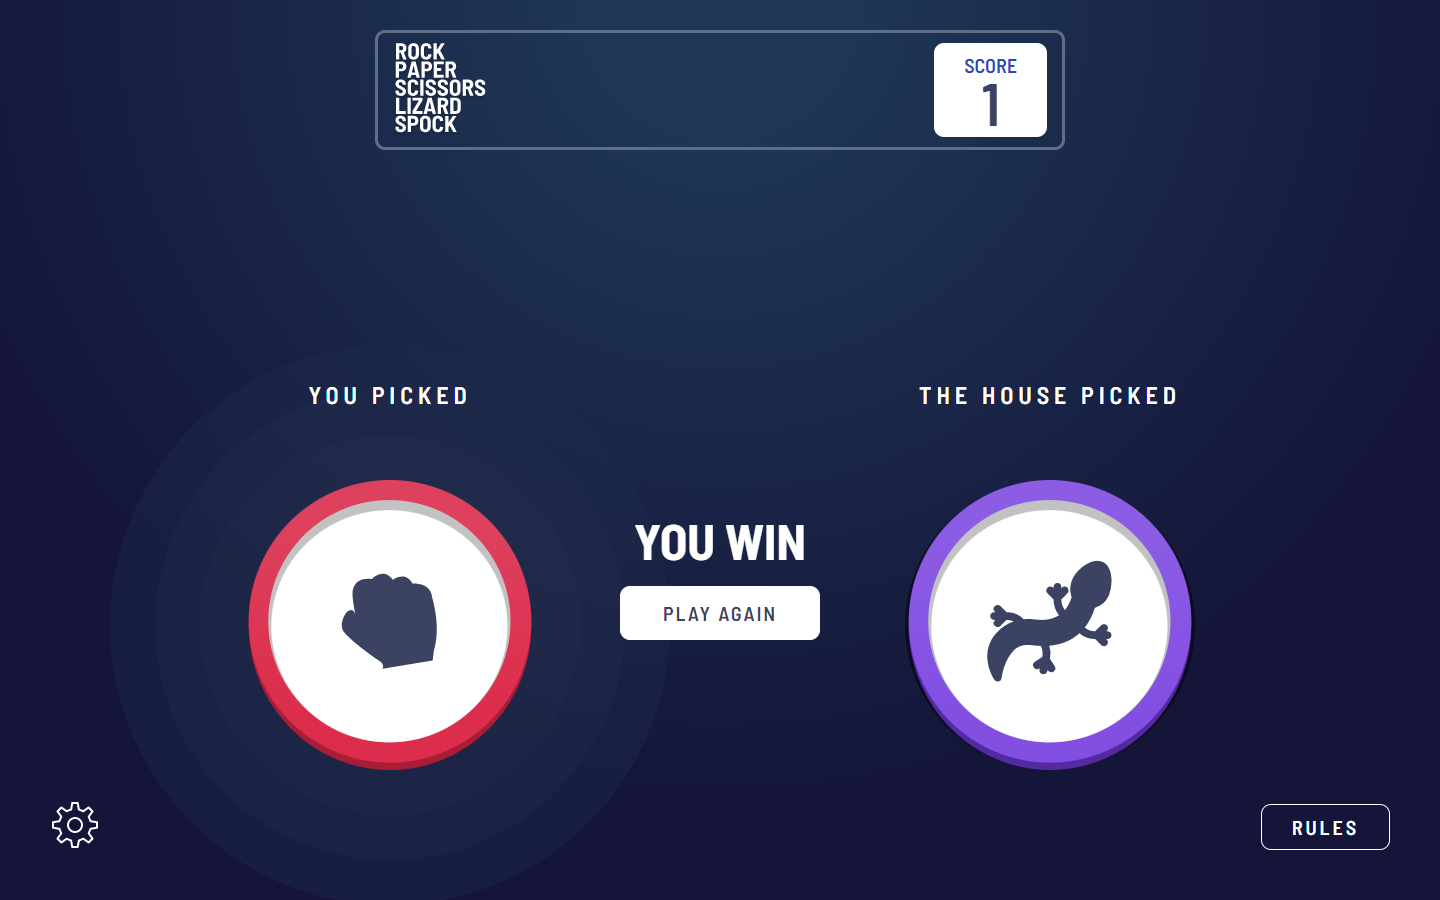 ROCK
PAPER
SCISSORS
LIZARD
SPOCK
SCORE
1
YOU PICKED
THE HOUSE PICKED
YOU WIN
PLAY AGAIN
RULES